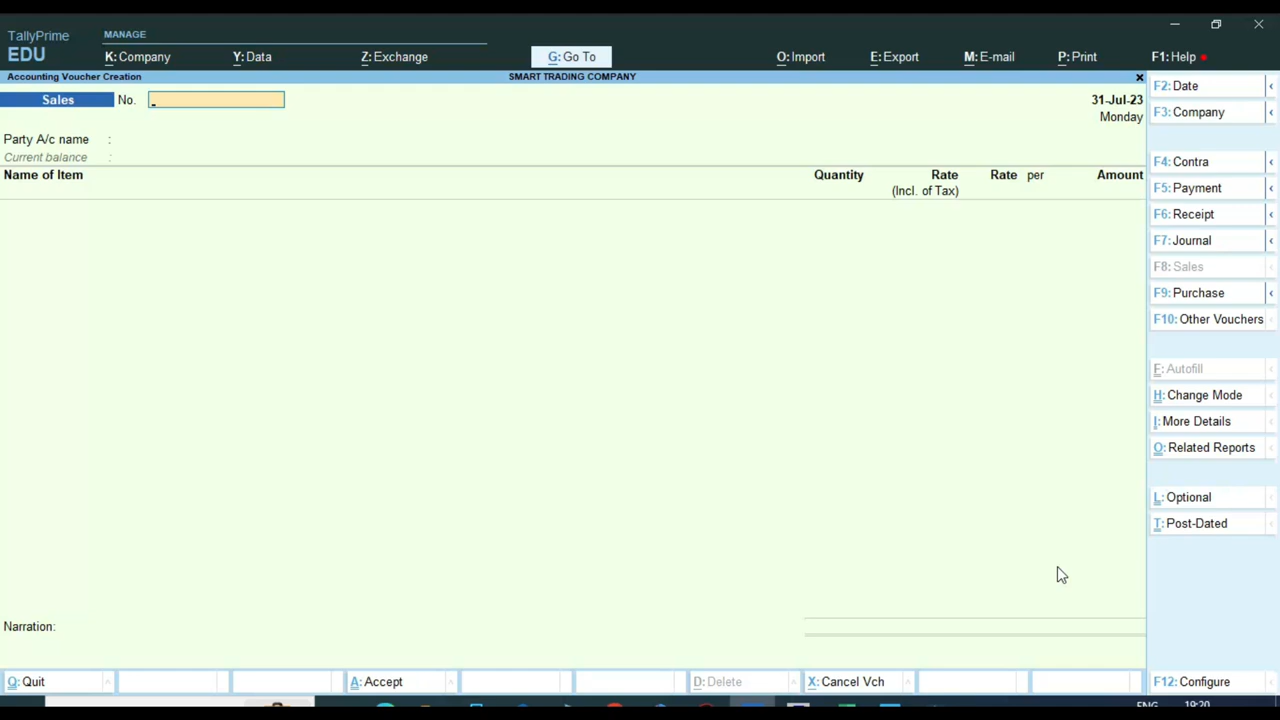 TallyPrime
EDU
MANAGE
K: Company
Y: Data
Z: Exchange
G: Go To
O: Import
E: Export
M: E-mail
P: Print
F1: Help
Accounting Voucher Creation
SMART TRADING COMPANY
Sales No.
31-Jul-23
Monday
Party A/c name :
Current balance :
Name of Item
Quantity
Rate
(Incl. of Tax)
Rate per
Amount
Narration:
F2: Date
F3: Company
F4: Contra
F5: Payment
F6: Receipt
F7: Journal
F8: Sales
F9: Purchase
F10: Other Vouchers
F: Autofill
H: Change Mode
I: More Details
O: Related Reports
L: Optional
T: Post-Dated
Q: Quit
A: Accept
D: Delete
X: Cancel Vch
F12: Configure
ENG
19:20